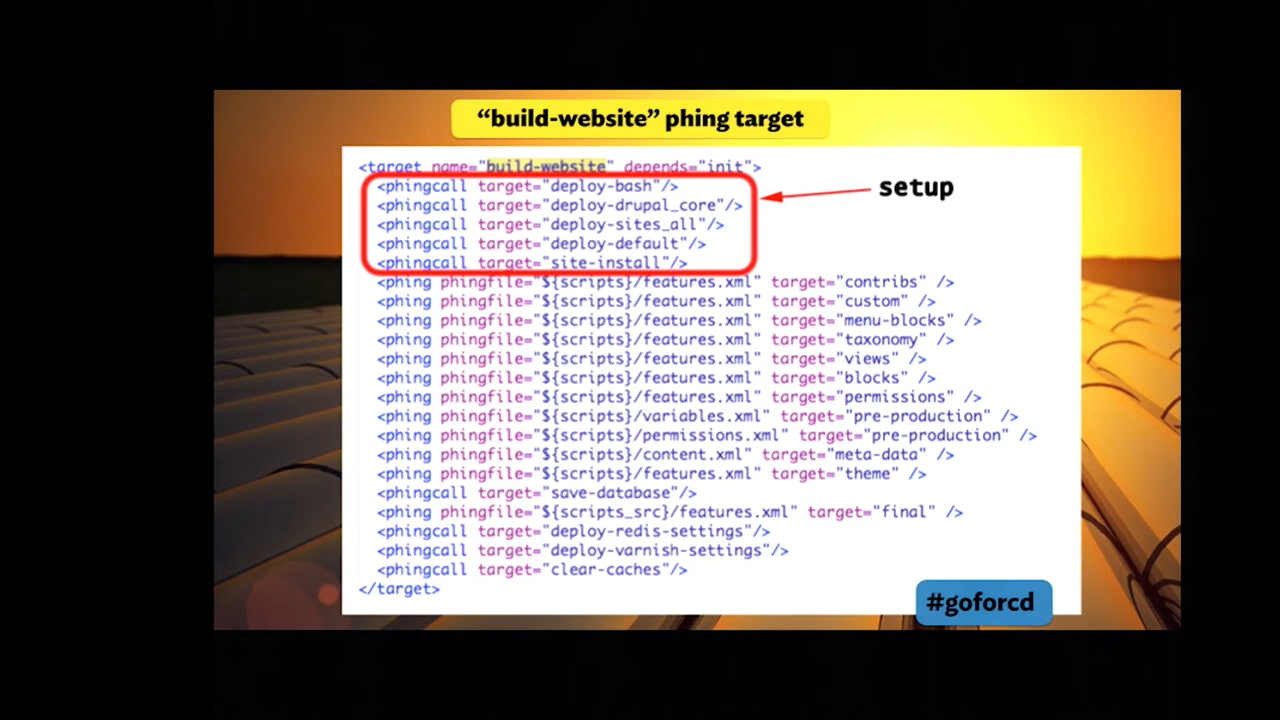 “build-website” phing target
<target name="build-website" depends="init">
<phingcall target="deploy-bash"/>
<phingcall target="deploy-drupal_core"/>
<phingcall target="deploy-sites_all"/>
<phingcall target="deploy-default"/>
<phingcall target="site-install"/>
setup
<phing phingfile="${scripts}/features.xml" target="contribs" />
<phing phingfile="${scripts}/features.xml" target="custom" />
<phing phingfile="${scripts}/features.xml" target="menu-blocks" />
<phing phingfile="${scripts}/features.xml" target="taxonomy" />
<phing phingfile="${scripts}/features.xml" target="views" />
<phing phingfile="${scripts}/features.xml" target="blocks" />
<phing phingfile="${scripts}/features.xml" target="permissions" />
<phing phingfile="${scripts}/variables.xml" target="pre-production" />
<phing phingfile="${scripts}/permissions.xml" target="pre-production" />
<phing phingfile="${scripts}/content.xml" target="meta-data" />
<phing phingfile="${scripts}/features.xml" target="theme" />
<phingcall target="save-database"/>
<phing phingfile="${scripts_src}/features.xml" target="final" />
<phingcall target="deploy-redis-settings"/>
<phingcall target="deploy-varnish-settings"/>
<phingcall target="clear-caches"/>
</target>
#goforcd